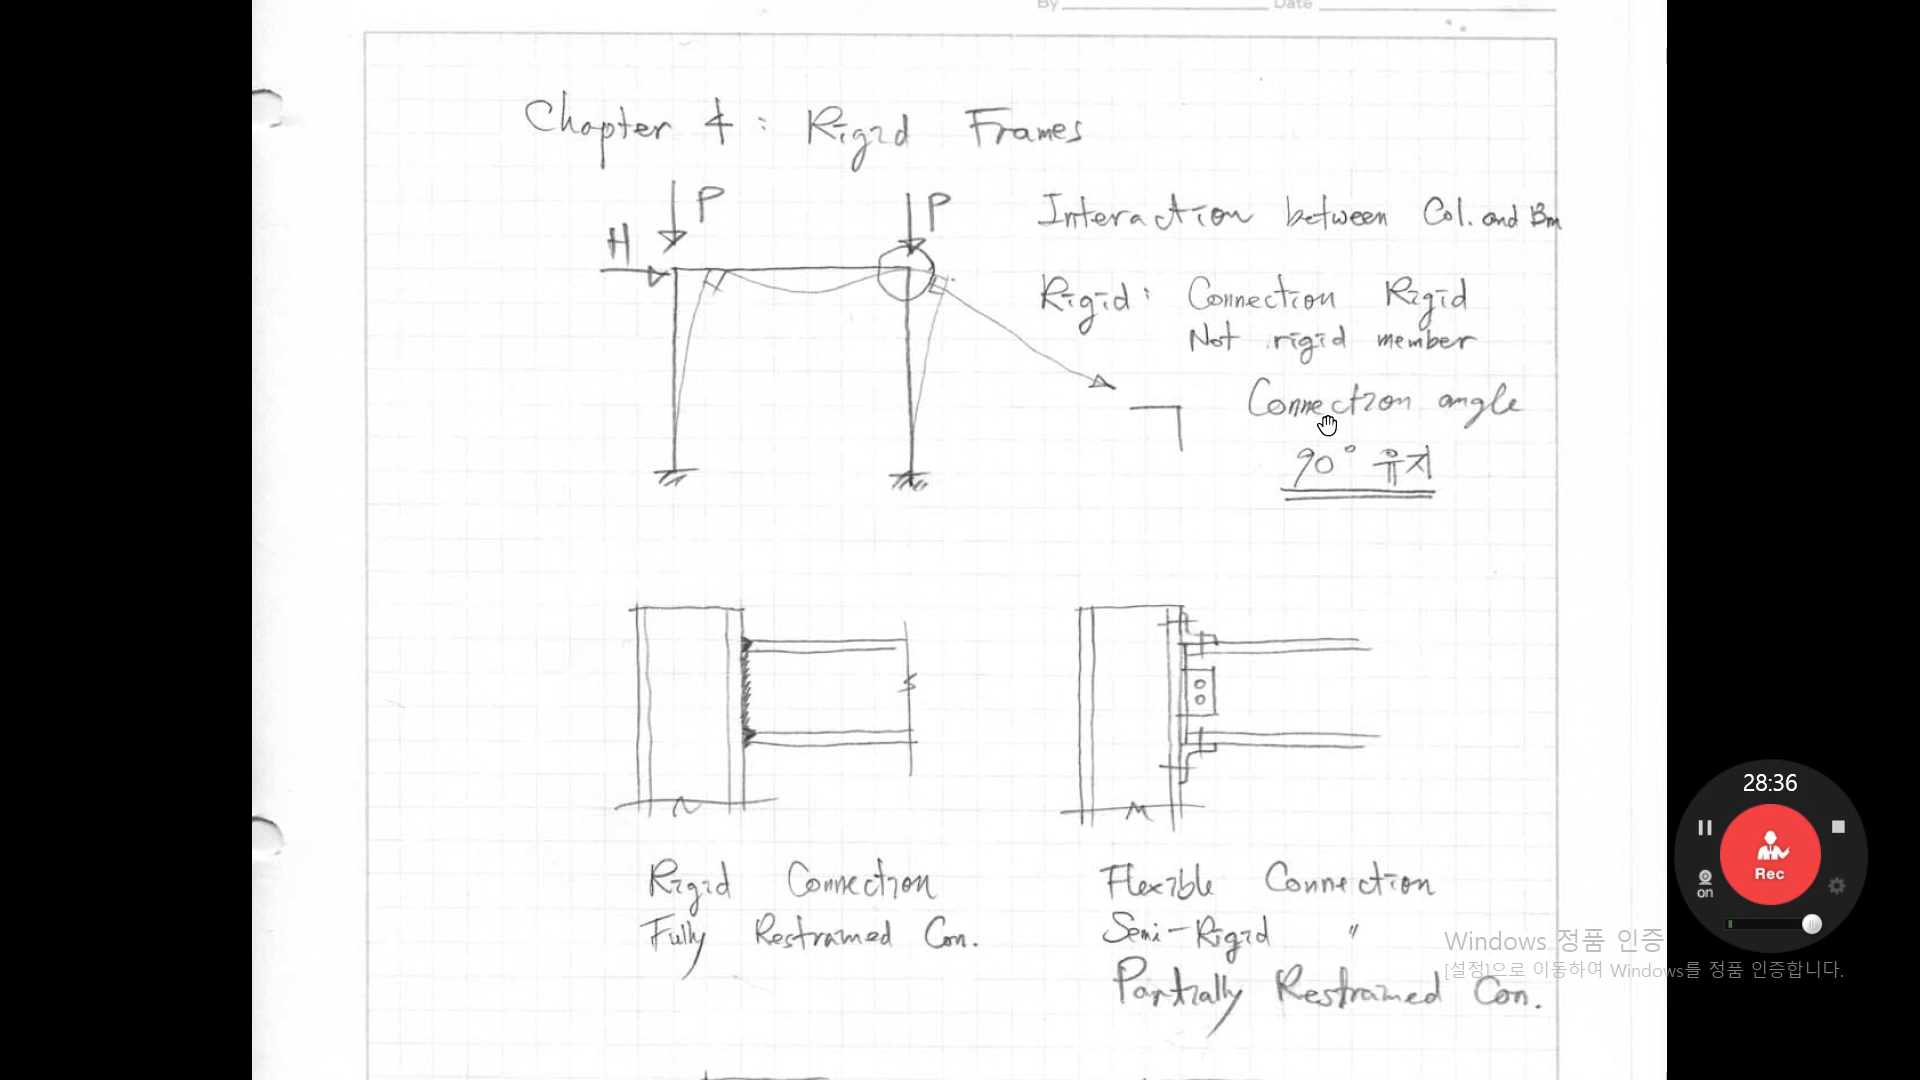 By Date
Chapter 4 : Rigid Frames
P
P
H
Interaction between Col. and Bm
Rigid : Connection Rigid
Not rigid member
Connection angle
90° 유지
Rigid Connection
Fully Restrained Con.
Flexible Connection
Semi-Rigid "
Partially Restrained Con.
28:36
Rec
on
Windows 정품 인증
[설정]으로 이동하여 Windows를 정품 인증합니다.